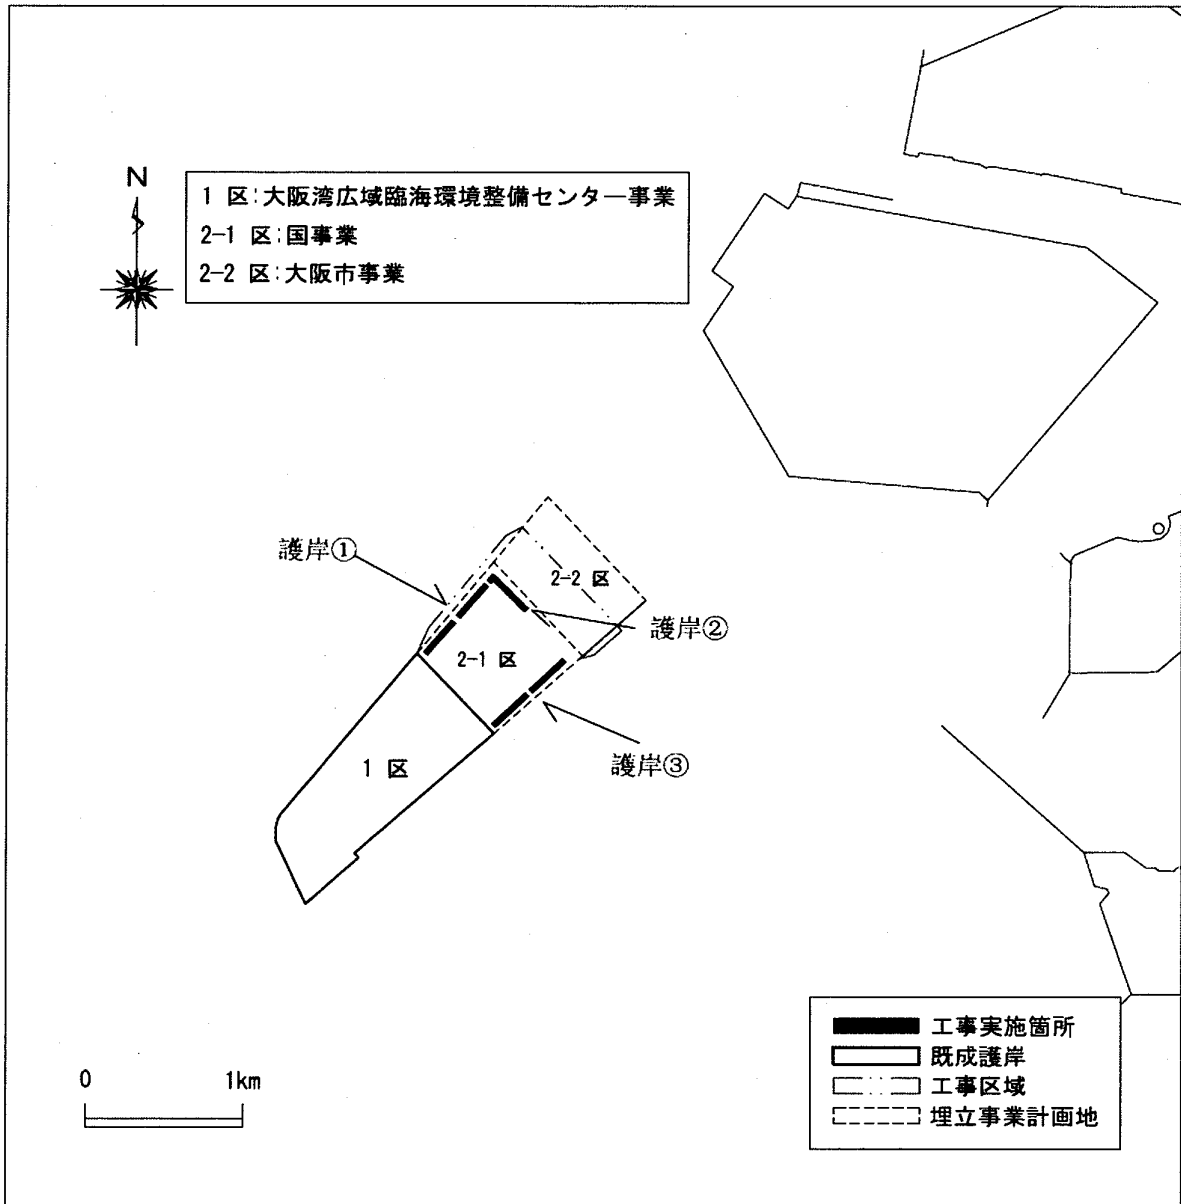 N
1 区:大阪湾広域臨海環境整備センター事業
2-1 区:国事業
2-2 区:大阪市事業
護岸①
2-2 区
護岸②
2-1 区
護岸③
1 区
工事実施箇所
既成護岸
工事区域
埋立事業計画地
0 1km